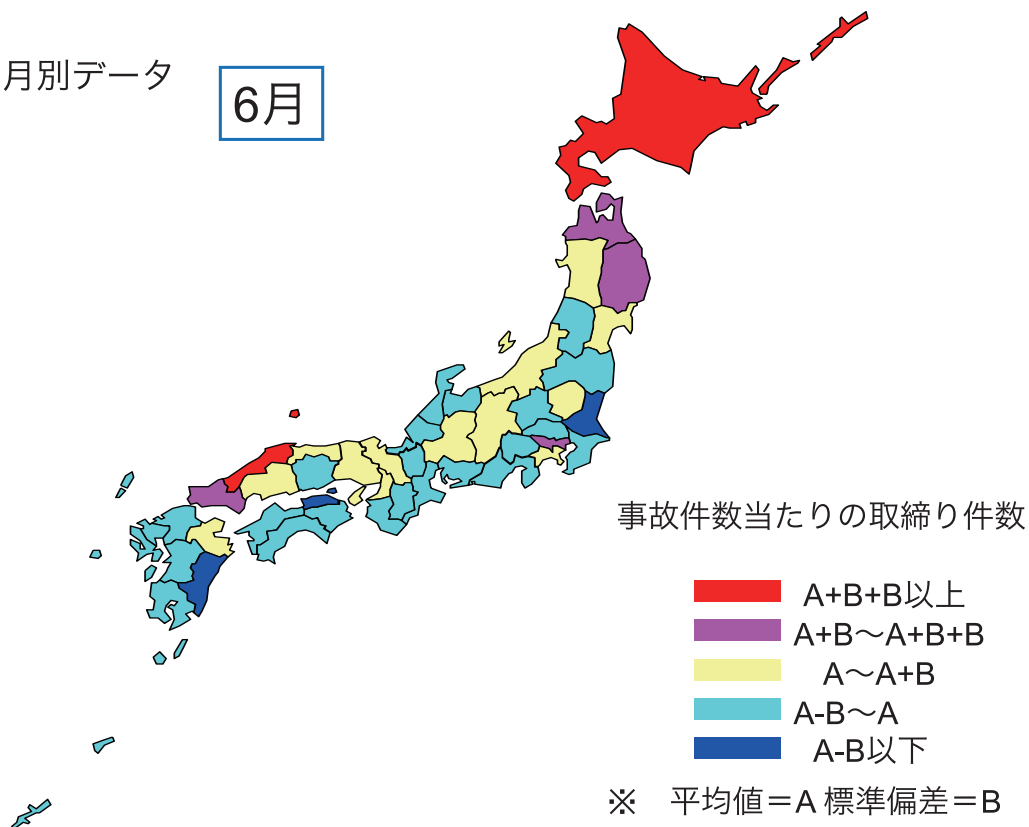 月別データ
6月
事故件数当たりの取締り件数
A+B+B以上
A+B〜A+B+B
A〜A+B
A-B〜A
A-B以下
※ 平均値＝A 標準偏差＝B